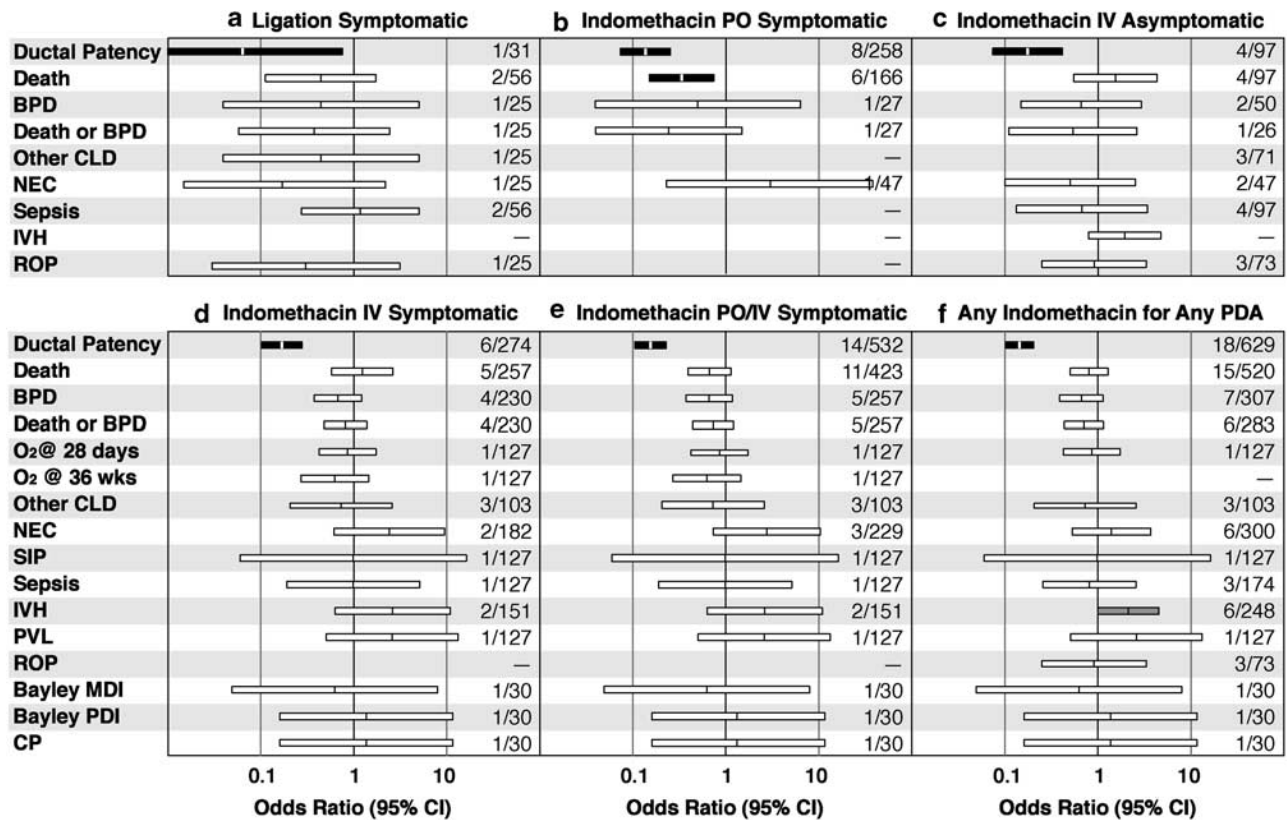 a Ligation Symptomatic b Indomethacin PO Symptomatic c Indomethacin IV Asymptomatic
Ductal Patency 1/31 8/258 4/97
Death 2/56 6/166 4/97
BPD 1/25 1/27 2/50
Death or BPD 1/25 1/27 1/26
Other CLD 1/25 — 3/71
NEC 1/25 1/47 2/47
Sepsis 2/56 — 4/97
IVH — — —
ROP 1/25 — 3/73
d Indomethacin IV Symptomatic e Indomethacin PO/IV Symptomatic f Any Indomethacin for Any PDA
Ductal Patency 6/274 14/532 18/629
Death 5/257 11/423 15/520
BPD 4/230 5/257 7/307
Death or BPD 4/230 5/257 6/283
O₂@ 28 days 1/127 1/127 1/127
O₂ @ 36 wks 1/127 1/127 —
Other CLD 3/103 3/103 3/103
NEC 2/182 3/229 6/300
SIP 1/127 1/127 1/127
Sepsis 1/127 1/127 3/174
IVH 2/151 2/151 6/248
PVL 1/127 1/127 1/127
ROP — — 3/73
Bayley MDI 1/30 1/30 1/30
Bayley PDI 1/30 1/30 1/30
CP 1/30 1/30 1/30
0.1 1 10 0.1 1 10 0.1 1 10
Odds Ratio (95% CI) Odds Ratio (95% CI) Odds Ratio (95% CI)